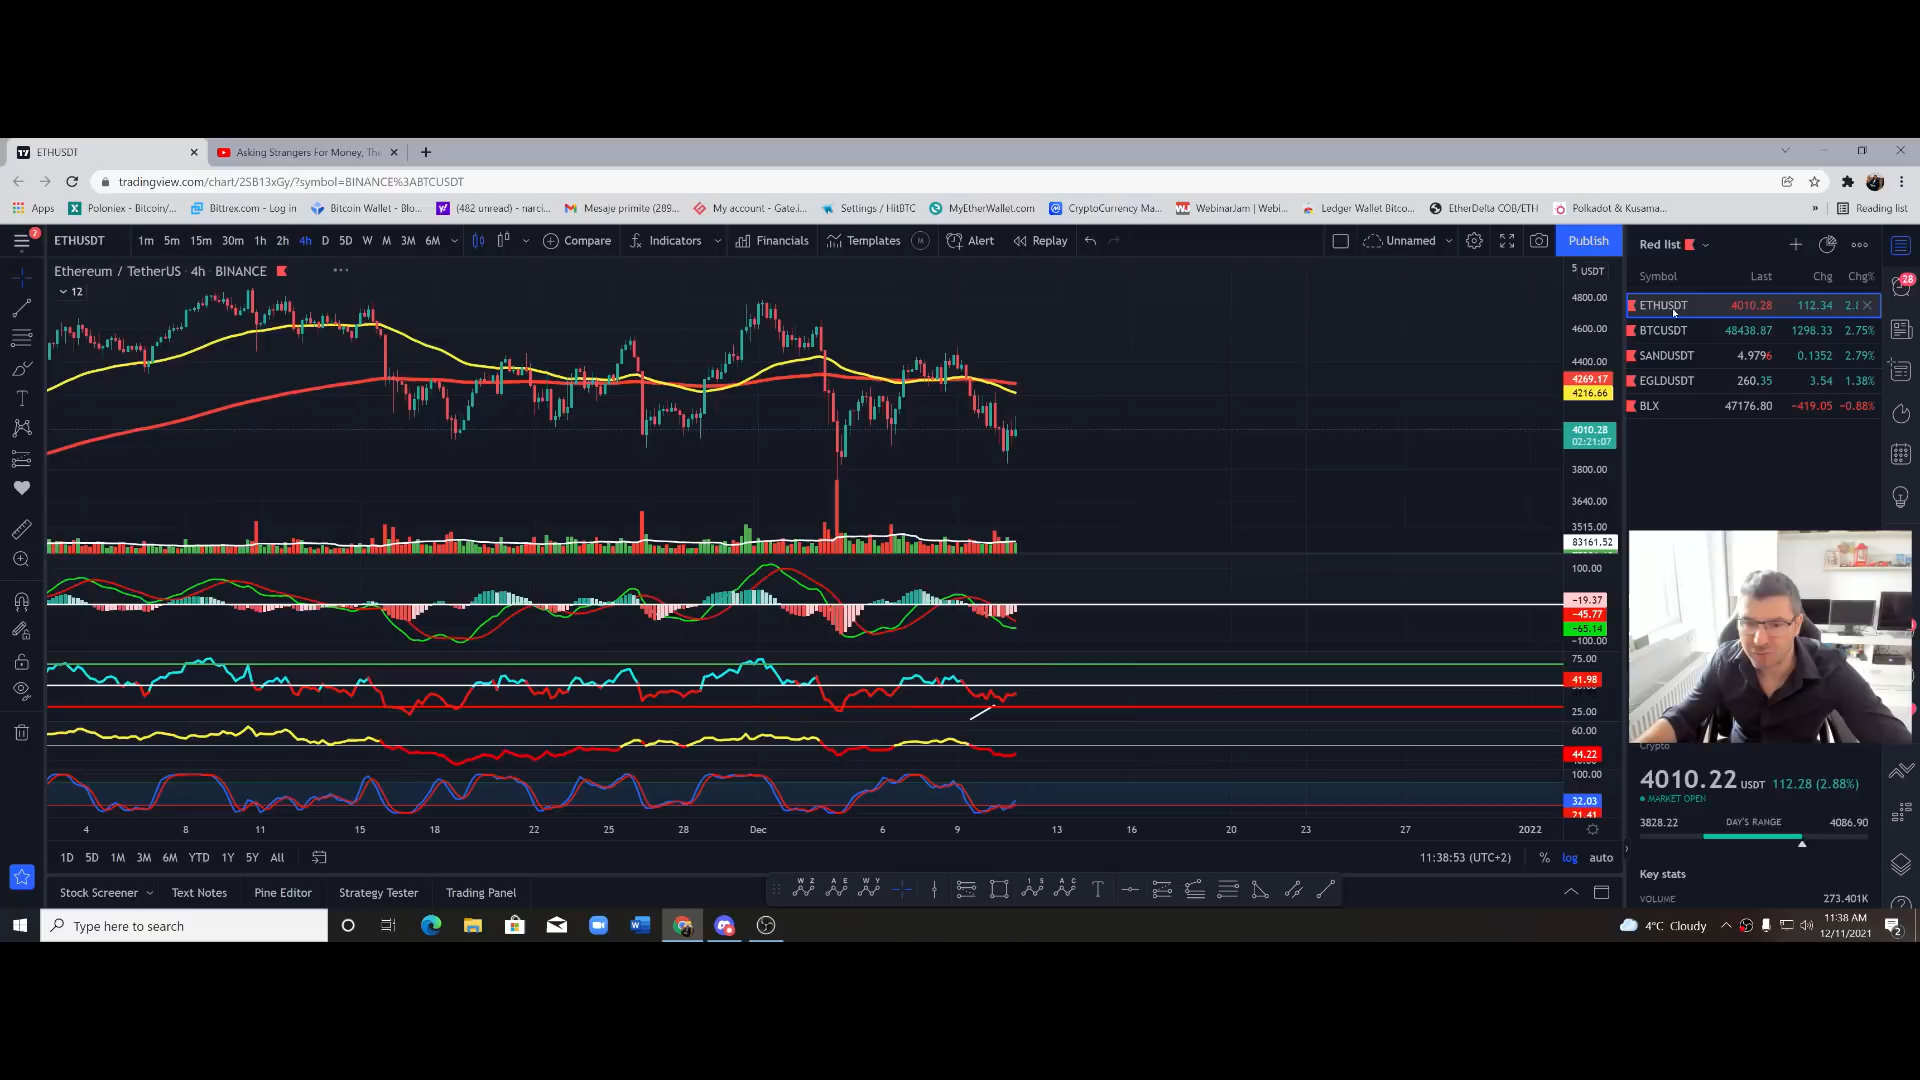 ETHUSDT
Asking Strangers For Money, The
tradingview.com/chart/2SB13xGy/?symbol=BINANCE%3ABTCUSDT
Apps Poloniex - Bitcoin/... Bittrex.com - Log in Bitcoin Wallet - Blo... (482 unread) - narci... Mesaje primite (289... My account - Gate.i... Settings / HitBTC MyEtherWallet.com CryptoCurrency Ma... WebinarJam | Webi... Ledger Wallet Bitco... EtherDelta COB/ETH Polkadot & Kusama... » Reading list
2 ETHUSDT 1m 5m 15m 30m 1h 2h 4h D 5D W M 3M 6M Compare Indicators Financials Templates M Alert Replay Unnamed Publish
Red list
Symbol Last Chg Chg%
28
ETHUSDT 4010.28 112.34 2.8
BTCUSDT 48438.87 1298.33 2.75%
SANDUSDT 4.9796 0.1352 2.79%
EGLDUSDT 260.35 3.54 1.38%
BLX 47176.80 −419.05 −0.88%
Ethereum / TetherUS · 4h · BINANCE
12
5 USDT
4800.00
4600.00
4400.00
4269.17
4216.66
4010.28
02:21:07
3800.00
3640.00
3515.00
83161.52
100.00
−19.37
−45.77
−65.14
−100.00
75.00
41.98
25.00
60.00
44.22
100.00
32.03
21.41
4 8 11 15 18 22 25 28 Dec 6 9 13 16 20 23 27 2022
1D 5D 1M 3M 6M YTD 1Y 5Y All
11:38:53 (UTC+2) % log auto
Crypto
4010.22 USDT 112.28 (2.88%)
MARKET OPEN
3828.22 DAY'S RANGE 4086.90
Key stats
VOLUME 273.401K
Stock Screener Text Notes Pine Editor Strategy Tester Trading Panel
Type here to search
4°C Cloudy
11:38 AM
12/11/2021
2